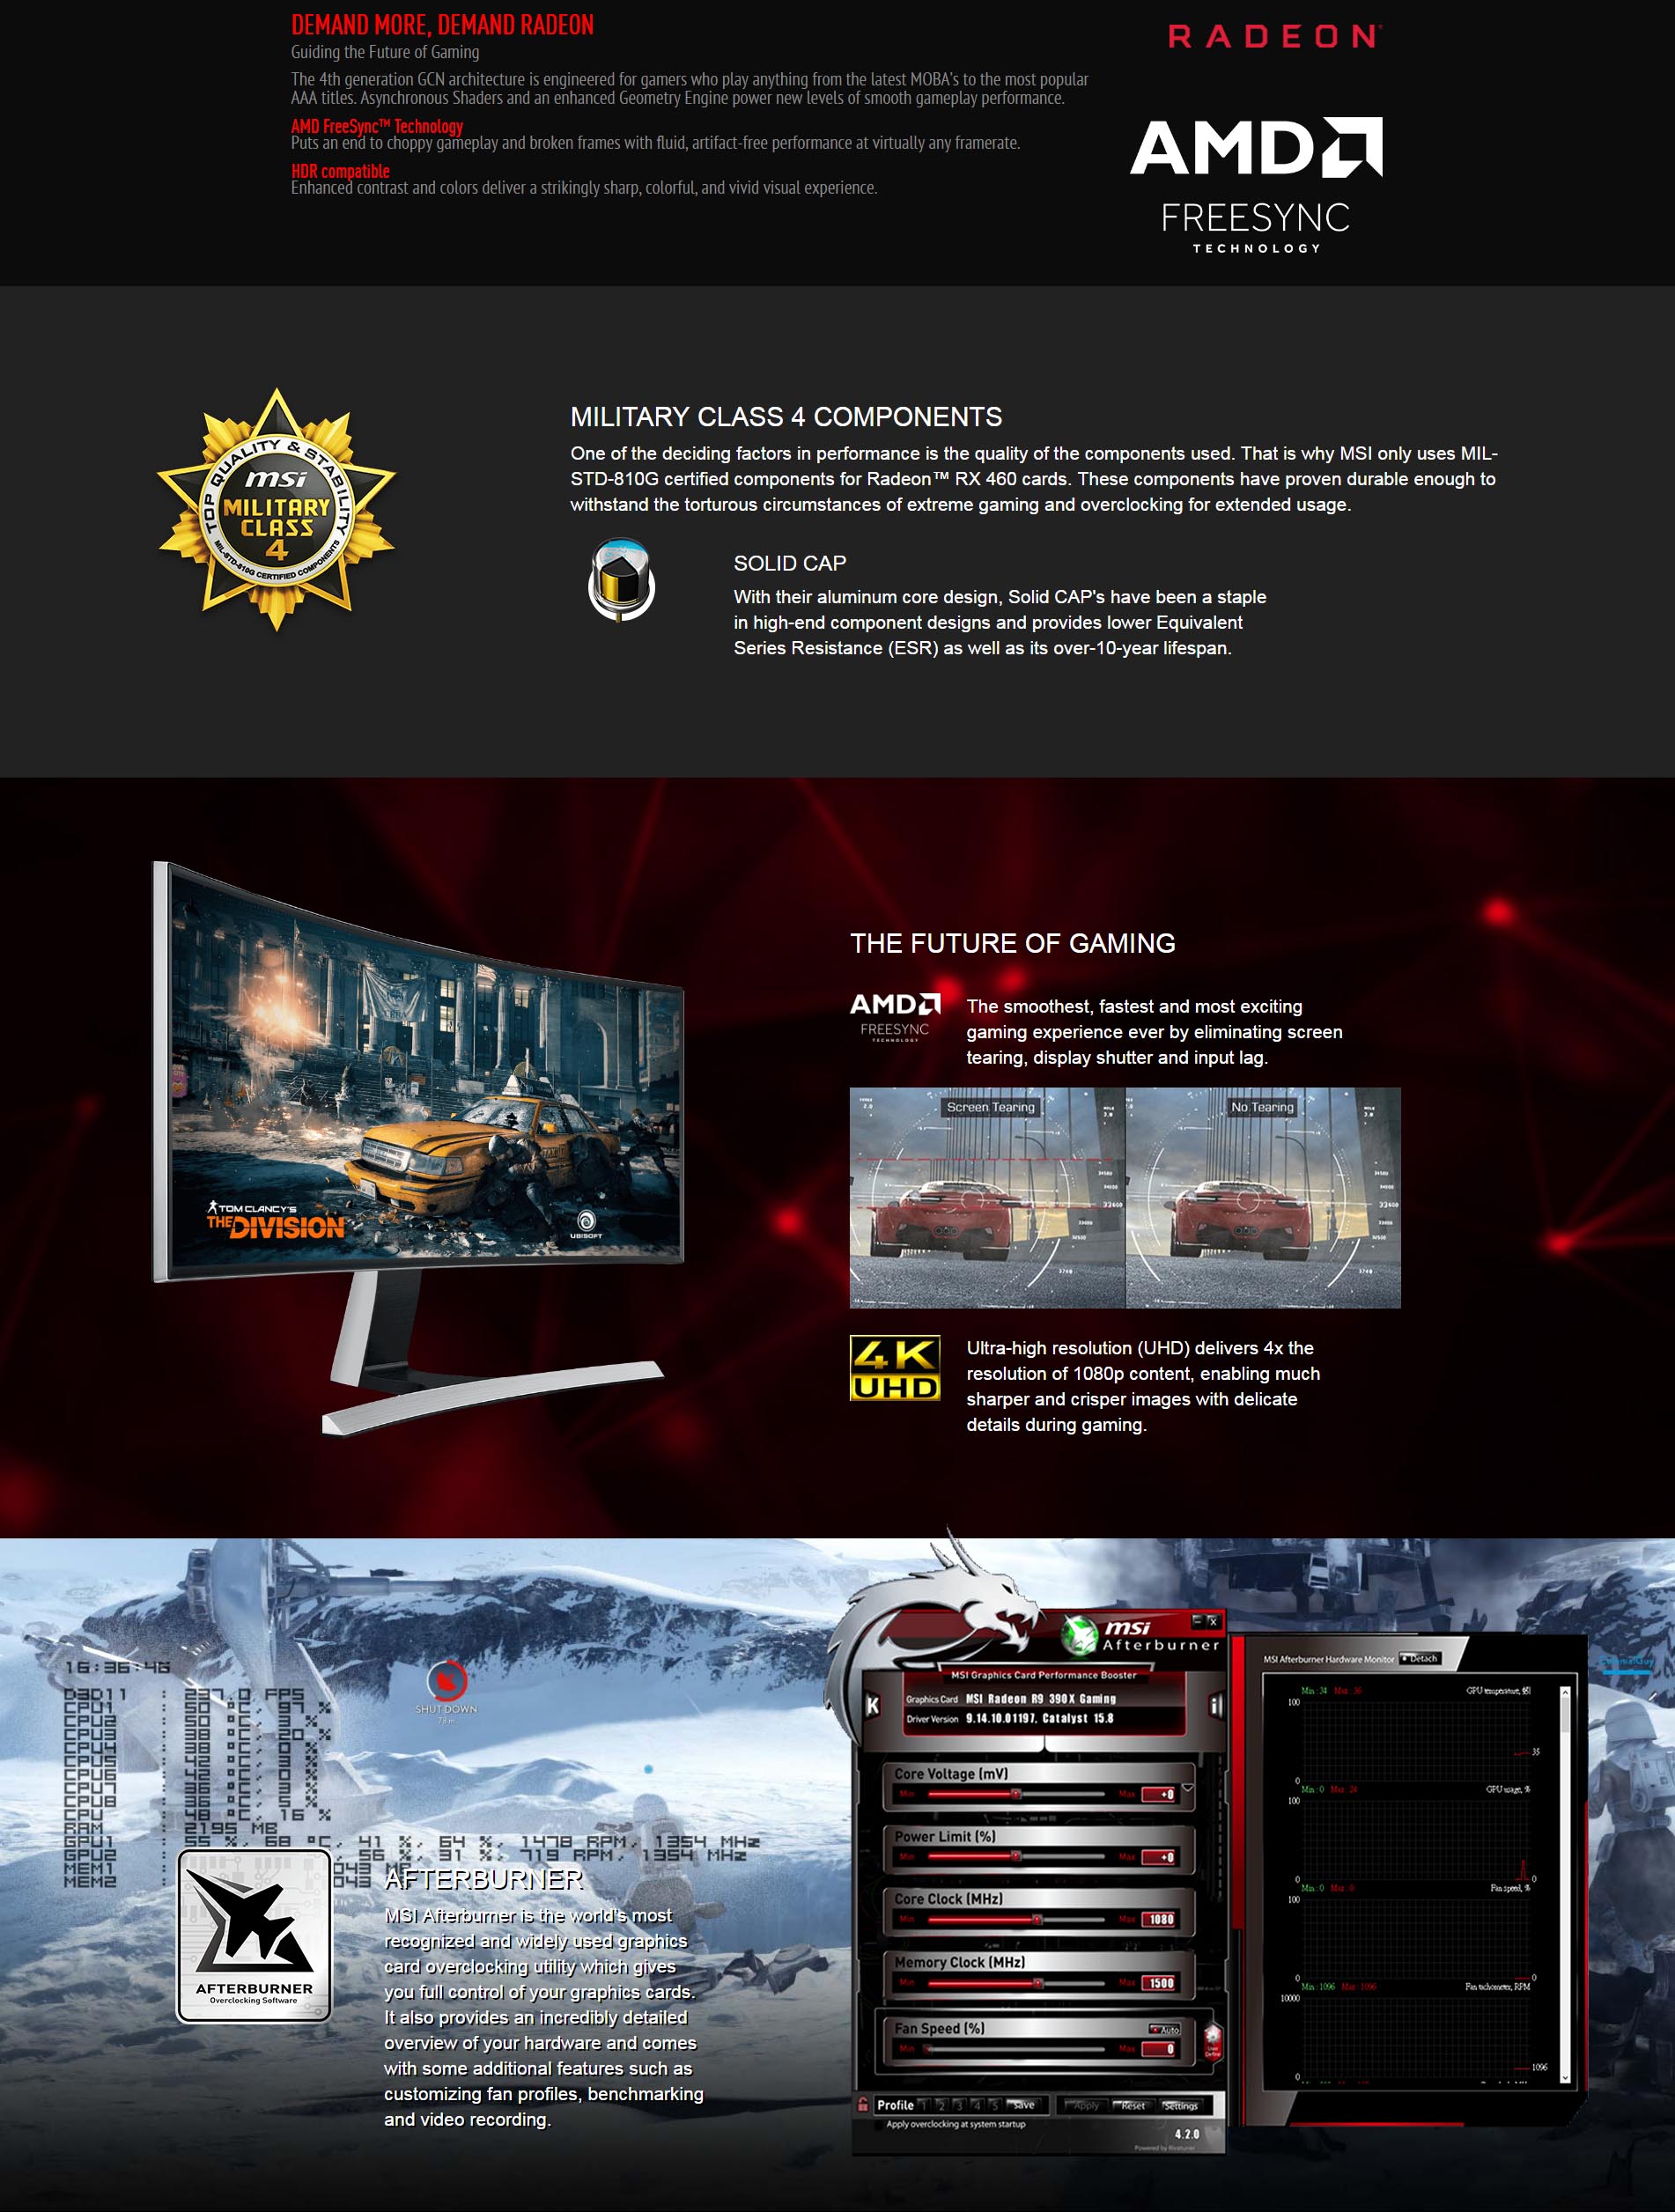 DEMAND MORE, DEMAND RADEON
Guiding the Future of Gaming
The 4th generation GCN architecture is engineered for gamers who play anything from the latest MOBA's to the most popular
AAA titles. Asynchronous Shaders and an enhanced Geometry Engine power new levels of smooth gameplay performance.
AMD FreeSync™ Technology
Puts an end to choppy gameplay and broken frames with fluid, artifact-free performance at virtually any framerate.
HDR compatible
Enhanced contrast and colors deliver a strikingly sharp, colorful, and vivid visual experience.
RADEON
AMD
FREESYNC
TECHNOLOGY
TOP QUALITY & STABILITY
msi
MILITARY
CLASS
4
MIL-STD-810G CERTIFIED COMPONENTS
MILITARY CLASS 4 COMPONENTS
One of the deciding factors in performance is the quality of the components used. That is why MSI only uses MIL-
STD-810G certified components for Radeon™ RX 460 cards. These components have proven durable enough to
withstand the torturous circumstances of extreme gaming and overclocking for extended usage.
SOLID CAP
With their aluminum core design, Solid CAP's have been a staple
in high-end component designs and provides lower Equivalent
Series Resistance (ESR) as well as its over-10-year lifespan.
TOM CLANCY'S
THE DIVISION
UBISOFT
THE FUTURE OF GAMING
AMD
FREESYNC
TECHNOLOGY
The smoothest, fastest and most exciting
gaming experience ever by eliminating screen
tearing, display shutter and input lag.
Screen Tearing
No Tearing
4K
UHD
Ultra-high resolution (UHD) delivers 4x the
resolution of 1080p content, enabling much
sharper and crisper images with delicate
details during gaming.
16:36:46
D3D11 : 237.0 FPS
CPU1 : 50 °C, 97 %
CPU2 : 50 °C, 3 %
CPU3 : 38 °C, 20 %
CPU4 : 38 °C, 0 %
CPU5 : 42 °C, 3 %
CPU6 : 42 °C, 0 %
CPU7 : 36 °C, 3 %
CPU8 : 36 °C, 5 %
CPU : 48 °C, 16 %
RAM : 2195 MB
GPU1 : 55 %, 68 °C, 41 %, 64 %, 1478 RPM, 1354 MHz
GPU2 : 56 %, 31 %, 719 RPM, 1354 MHz
MEM1 : 043
MEM2 : 043
SHUT DOWN
AFTERBURNER
Overclocking Software
AFTERBURNER
MSI Afterburner is the world's most
recognized and widely used graphics
card overclocking utility which gives
you full control of your graphics cards.
It also provides an incredibly detailed
overview of your hardware and comes
with some additional features such as
customizing fan profiles, benchmarking
and video recording.
msi
Afterburner
MSI Graphics Card Performance Booster
K
i
Graphics Card MSI Radeon R9 390X Gaming
Driver Version 9.14.10.01197, Catalyst 15.8
Core Voltage (mV)
Min Max +0
Power Limit (%)
Min Max +0
Core Clock (MHz)
Min Max 1080
Memory Clock (MHz)
Min Max 1500
Fan Speed (%) Auto
Min Max 0
User Define
Profile 1 2 3 4 5 Save Apply Reset Settings
Apply overclocking at system startup
4.2.0
Powered by Rivatuner
MSI Afterburner Hardware Monitor Detach
Min : 34 Max : 36 GPU temperature, °C
100
35
0
Min : 0 Max : 24 GPU usage, %
100
0
0
Min : 0 Max : 0 Fan speed, %
100
0
0
Min : 1096 Max : 1096 Fan tachometer, RPM
10000
1096
0